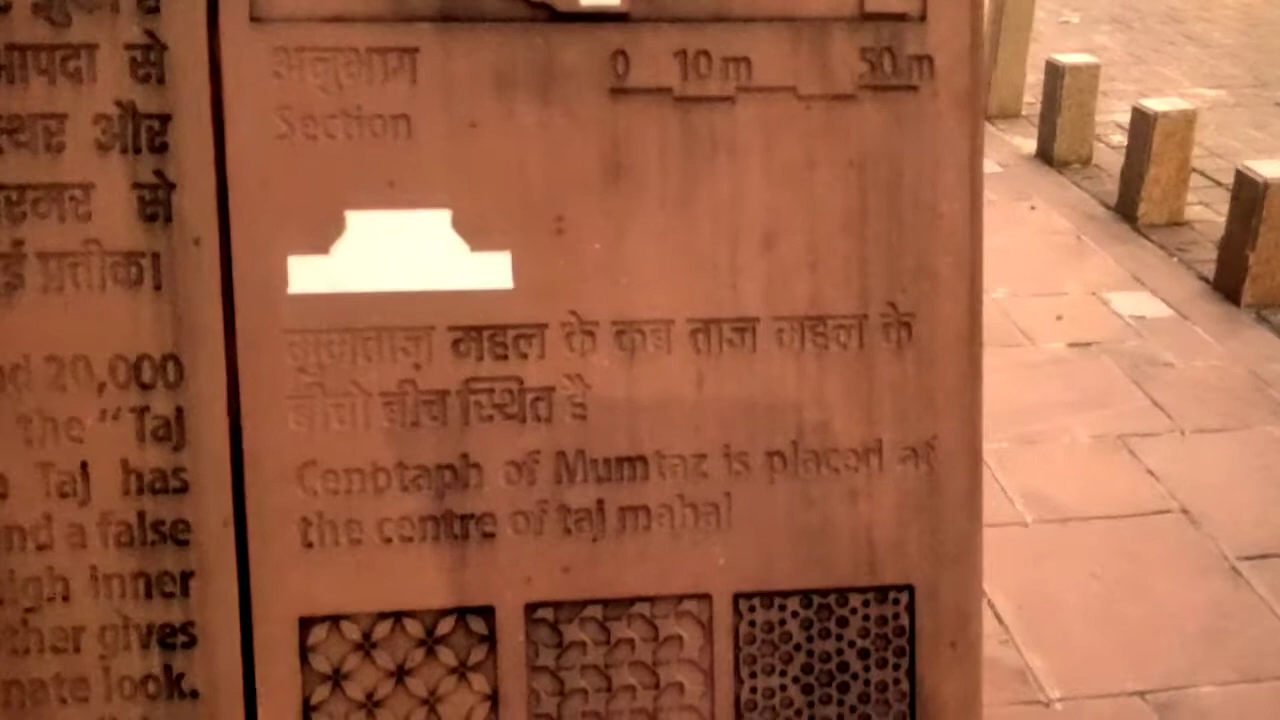 आपदा से
और
से
प्रतीक।
20,000
the “Taj
Taj has
a false
inner
gives
look.
अनुभाग
Section
0 10 m 50 m
मुमताज़ महल के कब्र ताज महल के
बीचो बीच स्थित है
Cenotaph of Mumtaz is placed at
the centre of taj mahal